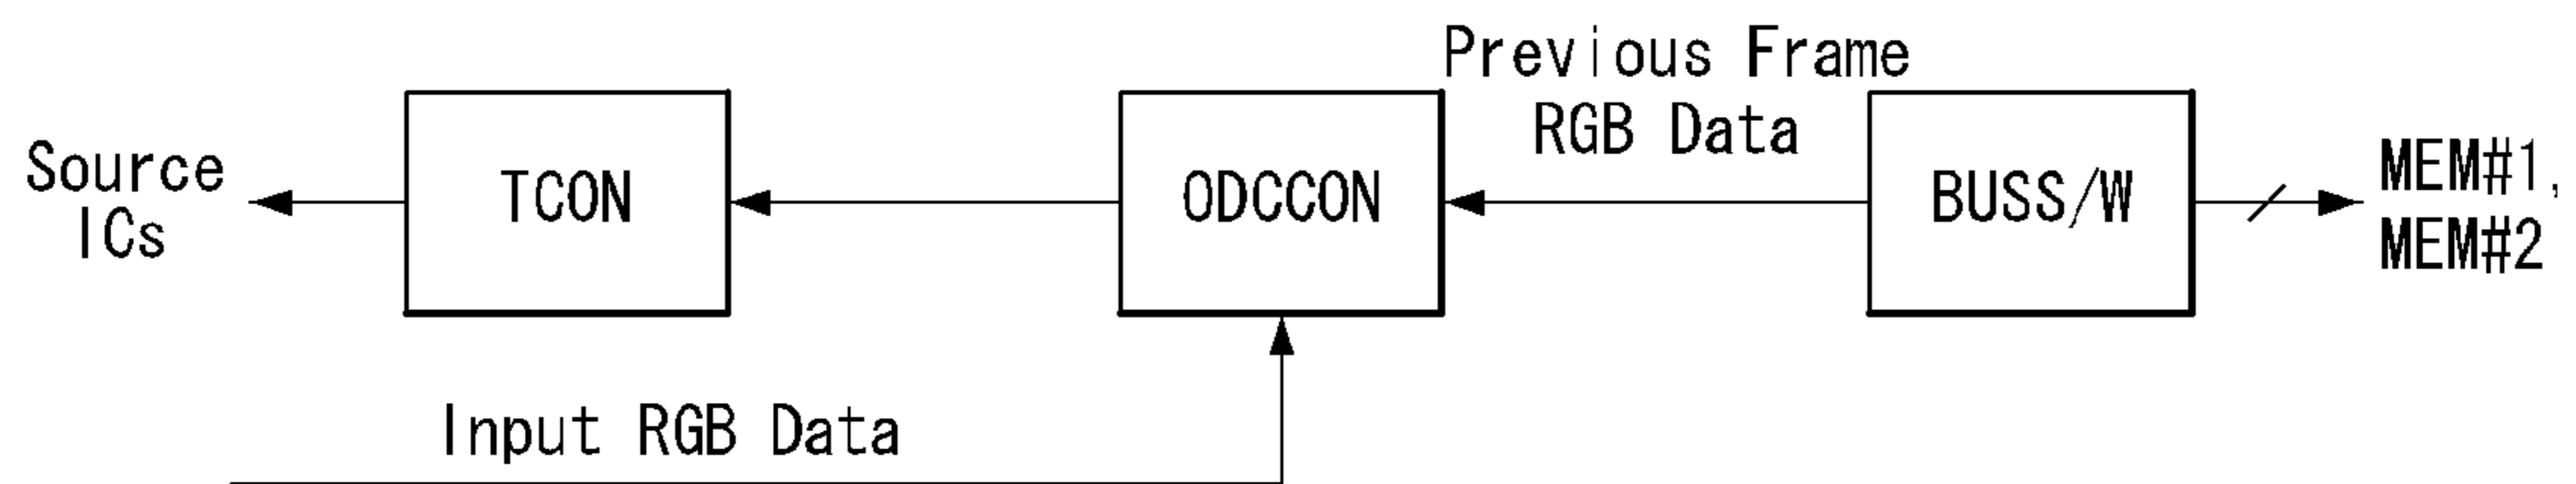 Previous Frame
RGB Data
Source
ICs
TCON
ODCCON
BUSS/W
MEM#1,
MEM#2
Input RGB Data